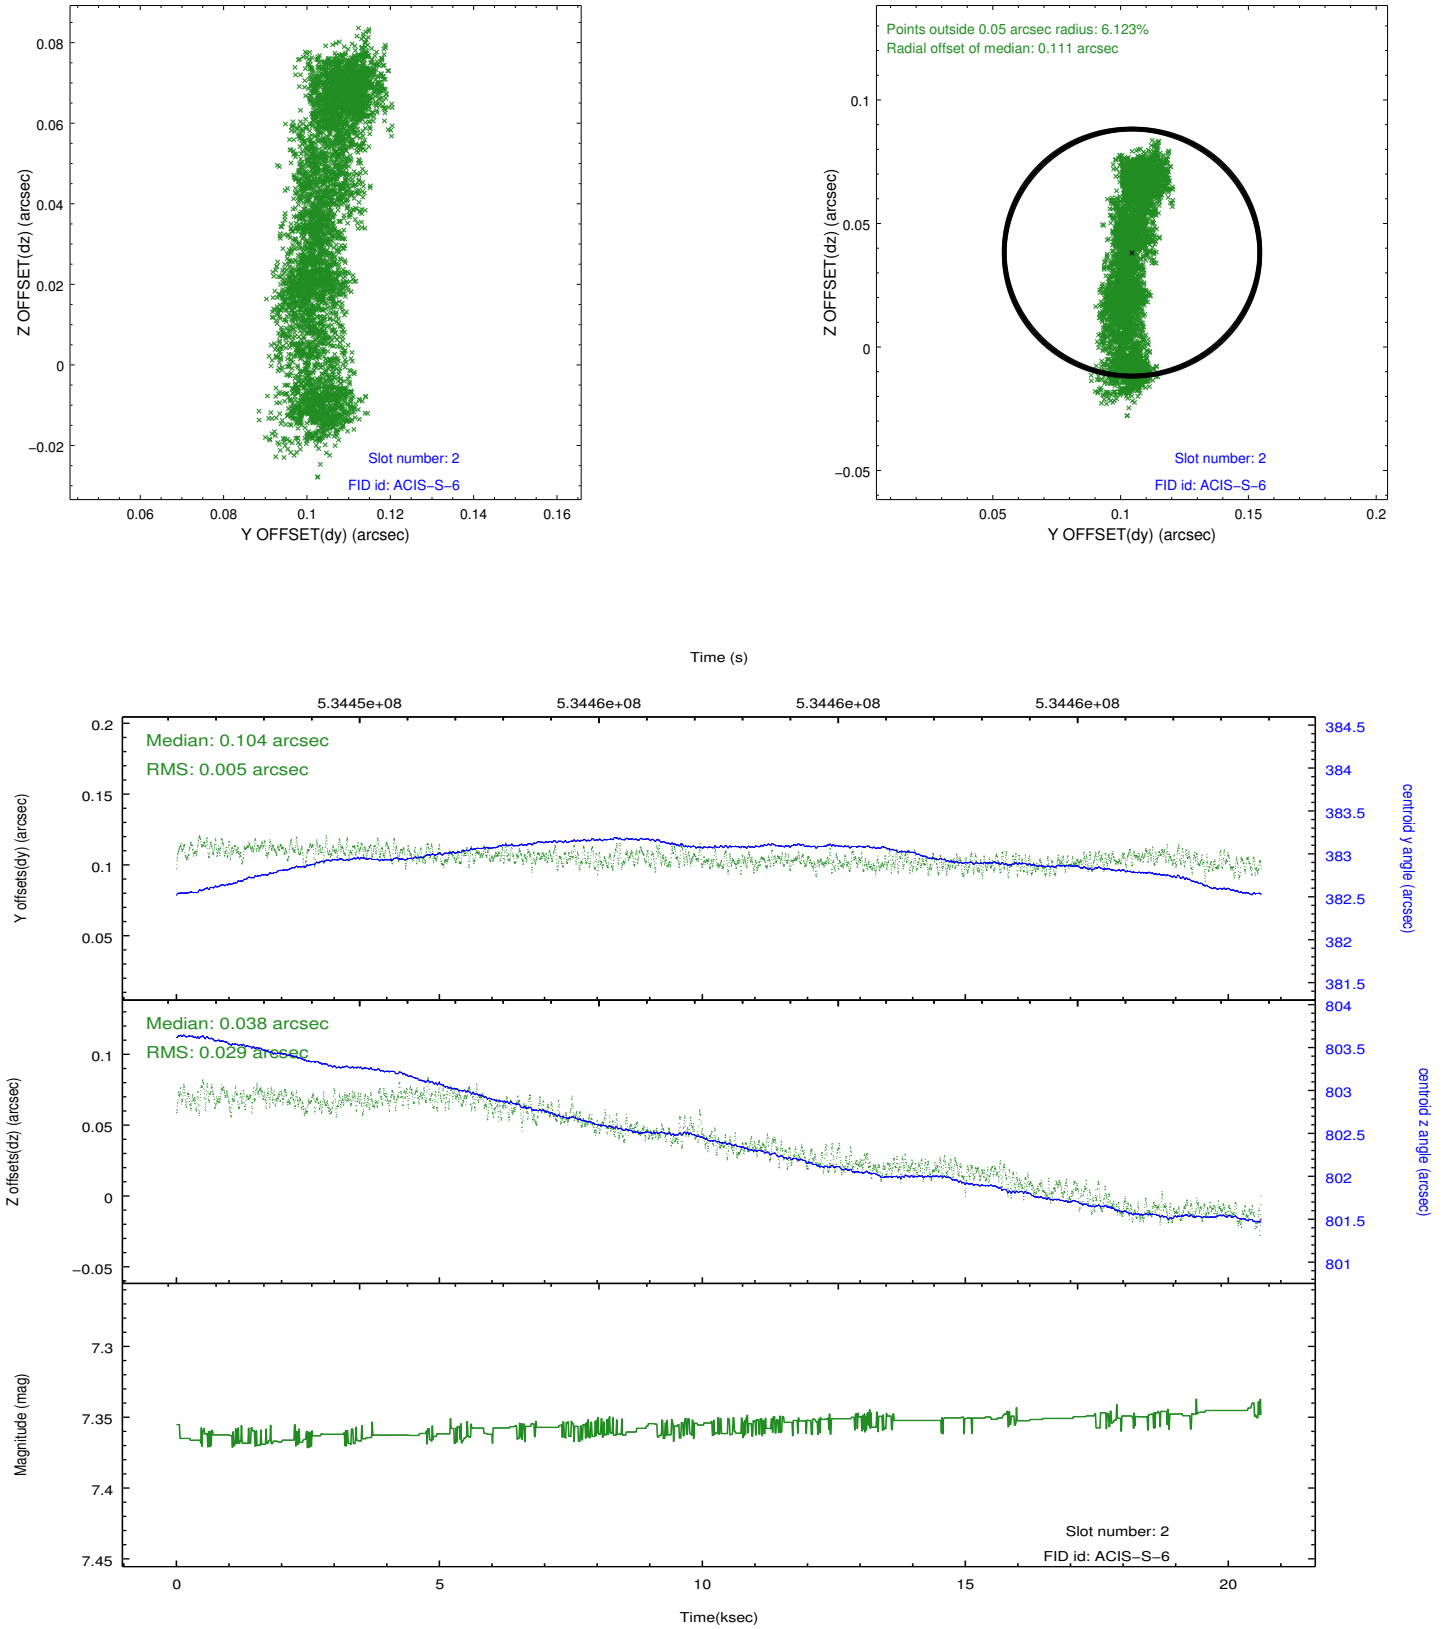 0.08
0.06
0.04
0.02
0
−0.02
Z OFFSET(dz) (arcsec)
Slot number: 2
FID id: ACIS−S−6
0.06
0.08
0.1
0.12
0.14
0.16
Y OFFSET(dy) (arcsec)
Points outside 0.05 arcsec radius: 6.123%
Radial offset of median: 0.111 arcsec
0.1
0.05
0
−0.05
Z OFFSET(dz) (arcsec)
Slot number: 2
FID id: ACIS−S−6
0.05
0.1
0.15
0.2
Y OFFSET(dy) (arcsec)
Time (s)
5.3445e+08
5.3446e+08
5.3446e+08
5.3446e+08
Median: 0.104 arcsec
RMS: 0.005 arcsec
0.2
0.15
0.1
0.05
Y offsets(dy) (arcsec)
384.5
384
383.5
383
382.5
382
381.5
centroid y angle (arcsec)
Median: 0.038 arcsec
RMS: 0.029 arcsec
0.1
0.05
0
−0.05
Z offsets(dz) (arcsec)
804
803.5
803
802.5
802
801.5
801
centroid z angle (arcsec)
7.3
7.35
7.4
7.45
Magnitude (mag)
Slot number: 2
FID id: ACIS−S−6
0
5
10
15
20
Time(ksec)